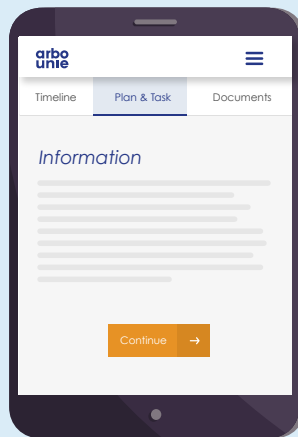 arbo
unie
Timeline Plan & Task Documents
Information
Continue